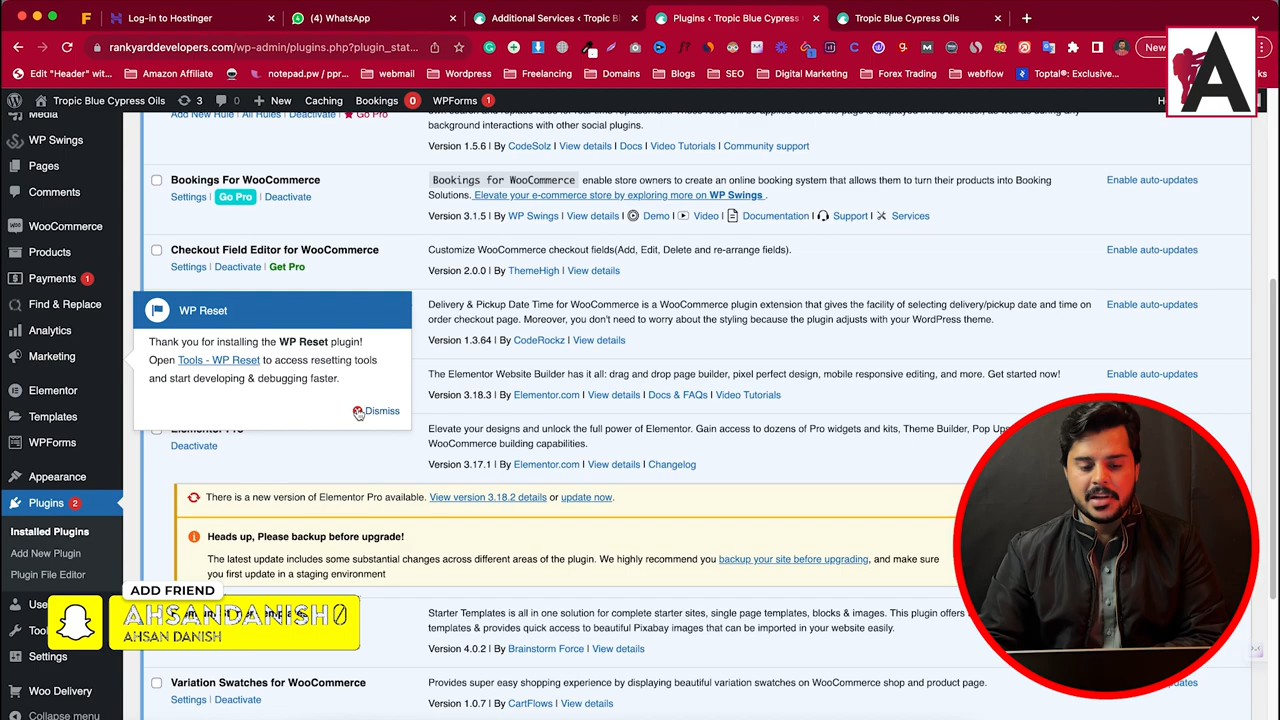 Log-in to Hostinger
(4) WhatsApp
Additional Services ‹ Tropic Bl
Plugins ‹ Tropic Blue Cypress
Tropic Blue Cypress Oils
rankyarddevelopers.com/wp-admin/plugins.php?plugin_stat...
New
Edit "Header" wit...
Amazon Affiliate
notepad.pw / ppr...
webmail
Wordpress
Freelancing
Domains
Blogs
SEO
Digital Marketing
Forex Trading
webflow
Toptal®: Exclusive...
A
Tropic Blue Cypress Oils
3
0
New
Caching
Bookings 0
WPForms 1
Media
WP Swings
Pages
Comments
WooCommerce
Products
Payments 1
Find & Replace
Analytics
Marketing
Elementor
Templates
WPForms
Appearance
Plugins 2
Installed Plugins
Add New Plugin
Plugin File Editor
Settings
Woo Delivery
Collapse menu
Add New Rule | All Rules | Deactivate | Go Pro
background interactions with other social plugins.
Version 1.5.6 | By CodeSolz | View details | Docs | Video Tutorials | Community support
Bookings For WooCommerce
Settings | Go Pro | Deactivate
Bookings for WooCommerce enable store owners to create an online booking system that allows them to turn their products into Booking
Solutions. Elevate your e-commerce store by exploring more on WP Swings .
Version 3.1.5 | By WP Swings | View details | Demo | Video | Documentation | Support | Services
Enable auto-updates
Checkout Field Editor for WooCommerce
Settings | Deactivate | Get Pro
Customize WooCommerce checkout fields(Add, Edit, Delete and re-arrange fields).
Version 2.0.0 | By ThemeHigh | View details
Enable auto-updates
WP Reset
Thank you for installing the WP Reset plugin!
Open Tools - WP Reset to access resetting tools
and start developing & debugging faster.
Dismiss
Delivery & Pickup Date Time for WooCommerce is a WooCommerce plugin extension that gives the facility of selecting delivery/pickup date and time on
order checkout page. Moreover, you don't need to worry about the styling because the plugin adjusts with your WordPress theme.
Version 1.3.64 | By CodeRockz | View details
Enable auto-updates
The Elementor Website Builder has it all: drag and drop page builder, pixel perfect design, mobile responsive editing, and more. Get started now!
Version 3.18.3 | By Elementor.com | View details | Docs & FAQs | Video Tutorials
Enable auto-updates
Deactivate
Elevate your designs and unlock the full power of Elementor. Gain access to dozens of Pro widgets and kits, Theme Builder, Pop Ups
WooCommerce building capabilities.
Version 3.17.1 | By Elementor.com | View details | Changelog
There is a new version of Elementor Pro available. View version 3.18.2 details or update now.
Heads up, Please backup before upgrade!
The latest update includes some substantial changes across different areas of the plugin. We highly recommend you backup your site before upgrading, and make sure
you first update in a staging environment
Starter Templates is all in one solution for complete starter sites, single page templates, blocks & images. This plugin offers
templates & provides quick access to beautiful Pixabay images that can be imported in your website easily.
Version 4.0.2 | By Brainstorm Force | View details
Variation Swatches for WooCommerce
Settings | Deactivate
Provides super easy shopping experience by displaying beautiful variation swatches on WooCommerce shop and product page.
Version 1.0.7 | By CartFlows | View details
ADD FRIEND
AHSANDANISH0
AHSAN DANISH